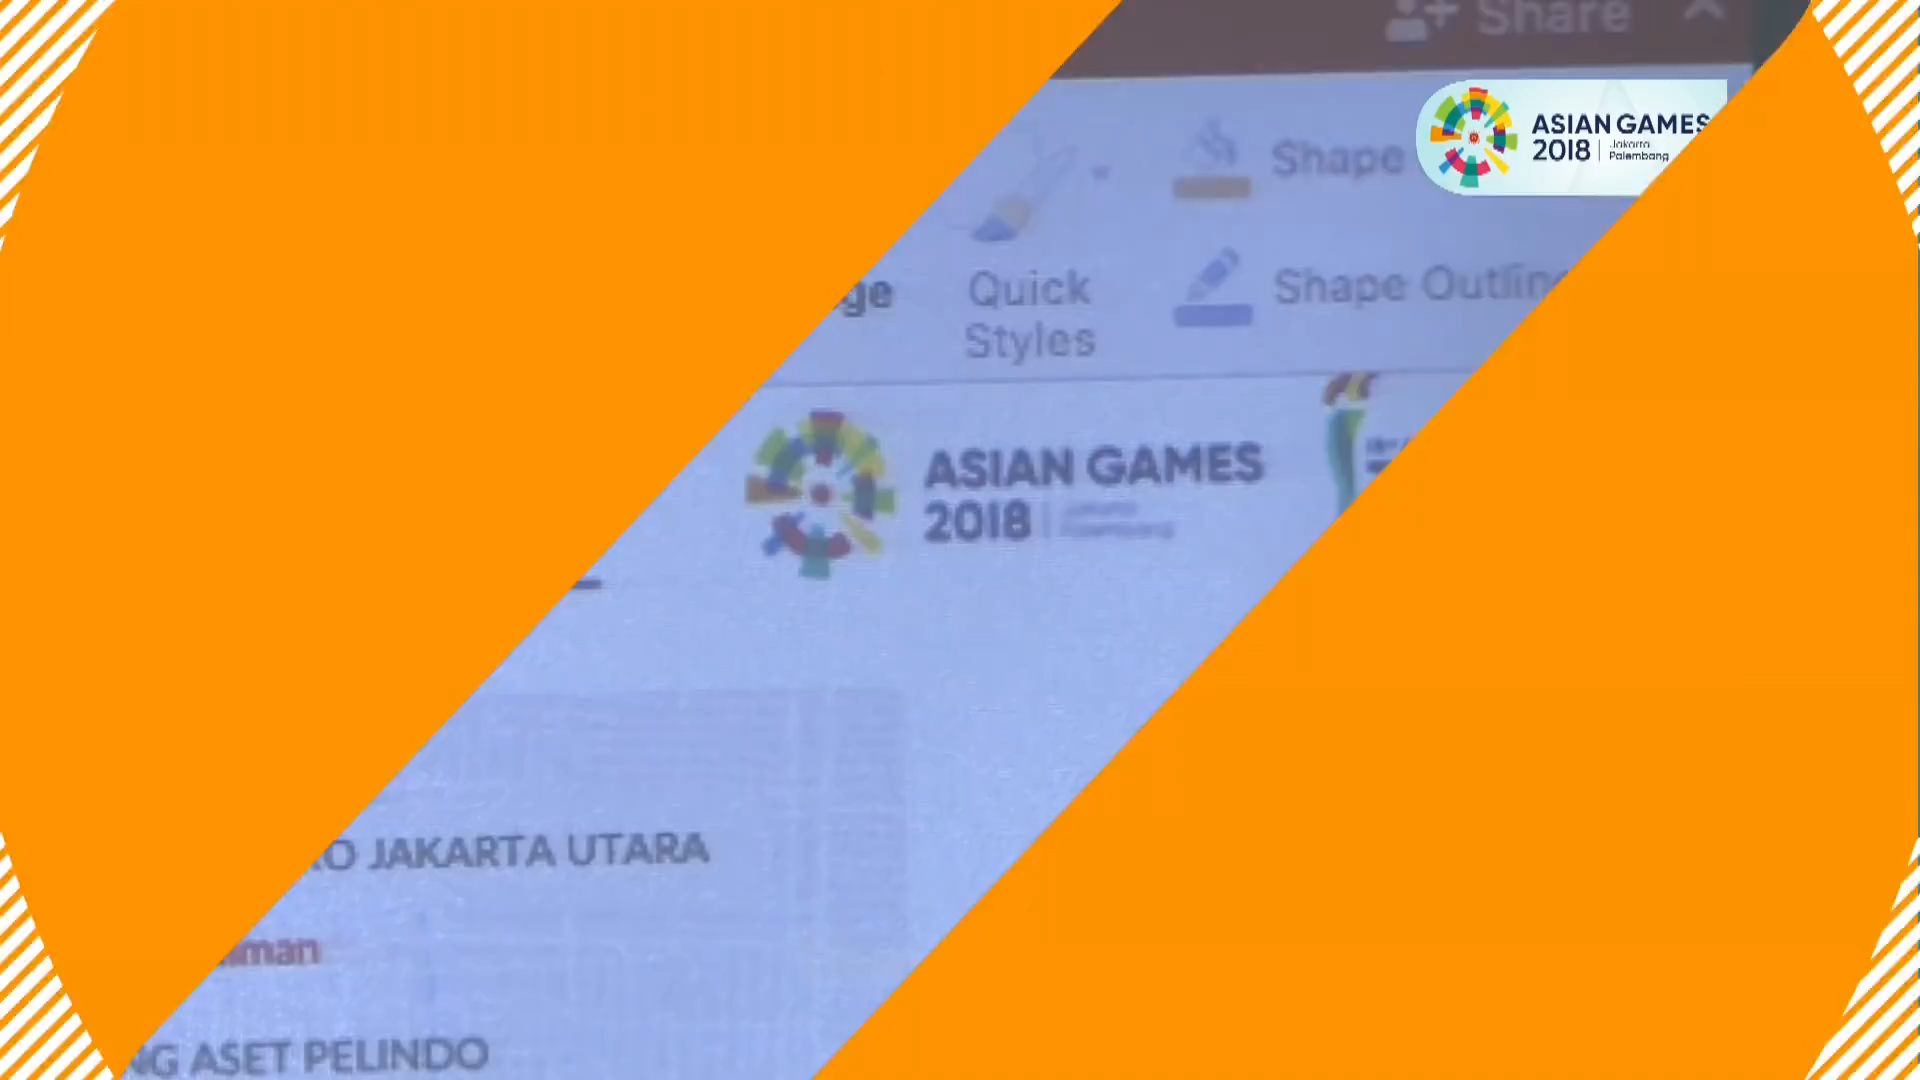 Share
ASIAN GAMES
2018 | Jakarta
Palembang
Shape
Quick
Styles
Shape Outline
ASIAN GAMES
2018
JAKARTA UTARA
ASET PELINDO